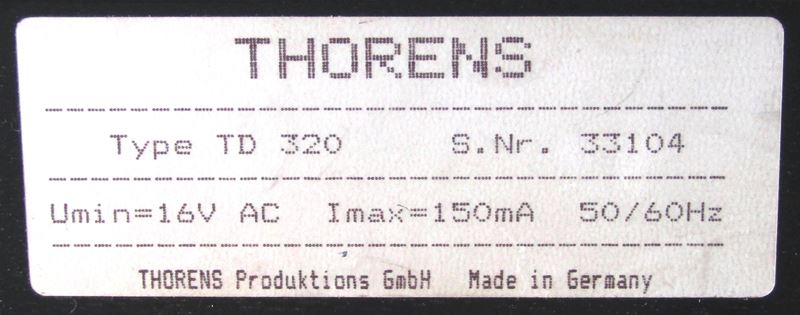 THORENS
Type TD 320 S.Nr. 33104
Umin=16V AC Imax=150mA 50/60Hz
THORENS Produktions GmbH Made in Germany